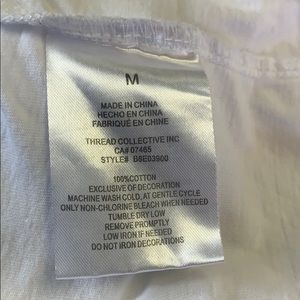 M
MADE IN CHINA
HECHO EN CHINA
FABRIQUÉ EN CHINE
THREAD COLLECTIVE INC
CA# 07465
STYLE# B8E03900
100%COTTON
EXCLUSIVE OF DECORATION
MACHINE WASH COLD, AT GENTLE CYCLE
ONLY NON-CHLORINE BLEACH WHEN NEEDED
TUMBLE DRY LOW
REMOVE PROMPTLY
LOW IRON IF NEEDED
DO NOT IRON DECORATIONS